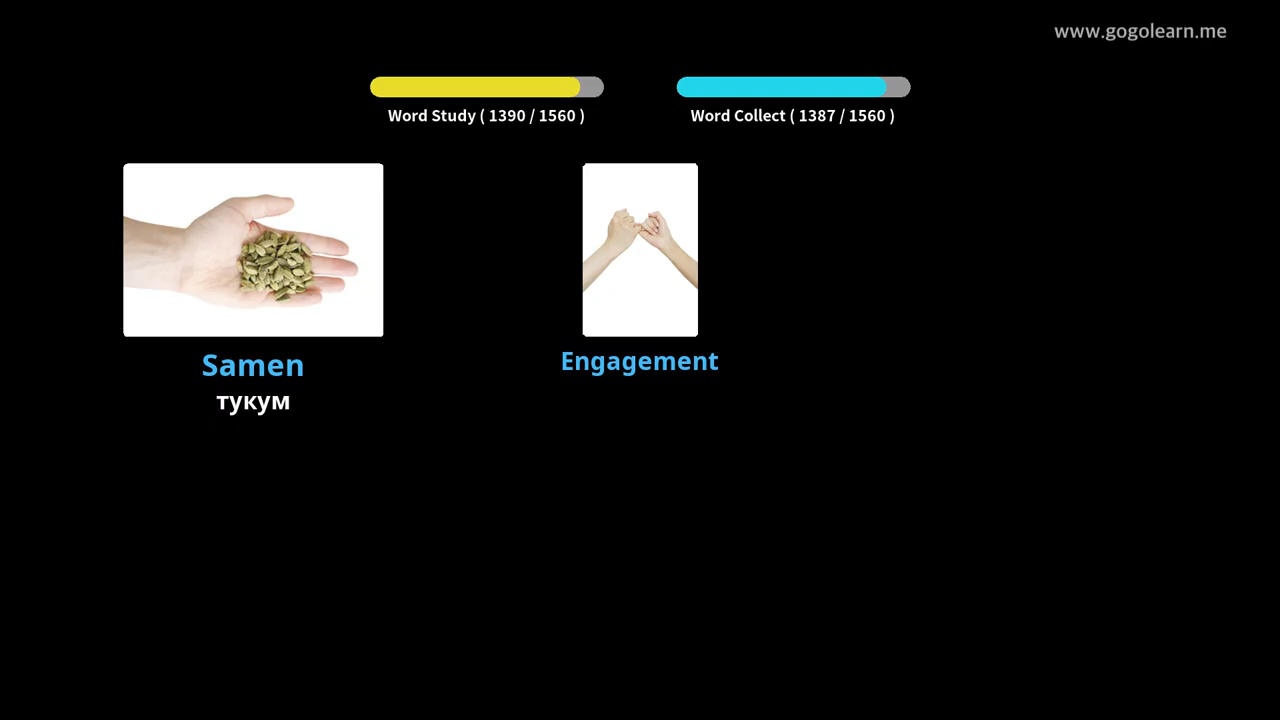 www.gogolearn.me
Word Study ( 1390 / 1560 )
Word Collect ( 1387 / 1560 )
Samen
тукум
Engagement